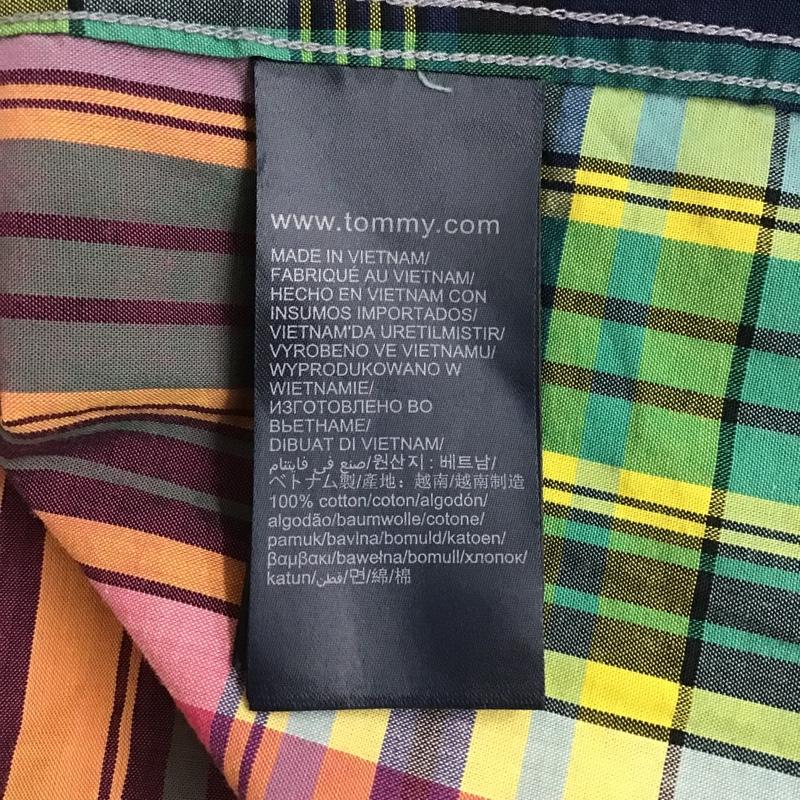 www.tommy.com
MADE IN VIETNAM/
FABRIQUÉ AU VIETNAM/
HECHO EN VIETNAM CON
INSUMOS IMPORTADOS/
VIETNAM'DA URETILMISTIR/
VYROBENO VE VIETNAMU/
WYPRODUKOWANO W
WIETNAMIE/
ИЗГОТОВЛЕНО ВО
ВЬЕТНАМЕ/
DIBUAT DI VIETNAM/
صنع في فايتنام/원산지 : 베트남/
ベトナム製/產地：越南/越南制造
100% cotton/coton/algodón/
algodão/baumwolle/cotone/
pamuk/bavlna/bomuld/katoen/
βαμβακι/bawełna/bomull/хлопок/
katun/قطن/면/綿/棉